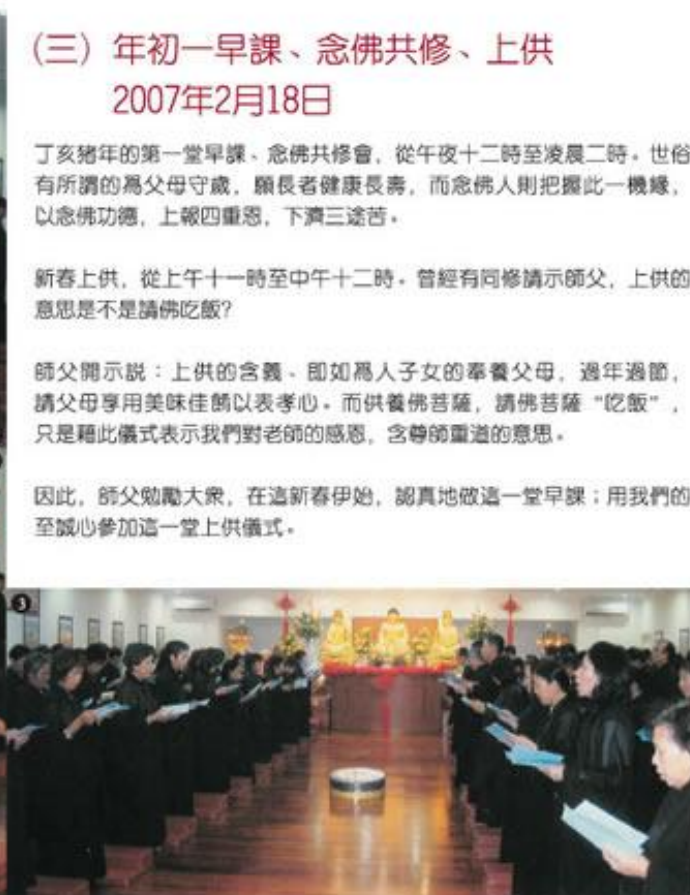 (三) 年初一早課、念佛共修、上供
2007年2月18日
丁亥豬年的第一堂早課、念佛共修會，從午夜十二時至凌晨二時。世俗
有所謂的為父母守歲，願長者健康長壽，而念佛人則把握此一機緣，
以念佛功德，上報四重恩，下濟三途苦。
新春上供，從上午十一時至中午十二時。曾經有同修請示師父，上供的
意思是不是請佛吃飯?
師父開示說：上供的含義、即如為人子女的奉養父母，過年過節，
請父母享用美味佳餚以表孝心。而供養佛菩薩，請佛菩薩“吃飯”，
只是藉此儀式表示我們對老師的感恩，含尊師重道的意思。
因此，師父勉勵大衆，在這新春伊始，認真地做這一堂早課；用我們的
至誠心參加這一堂上供儀式。
3